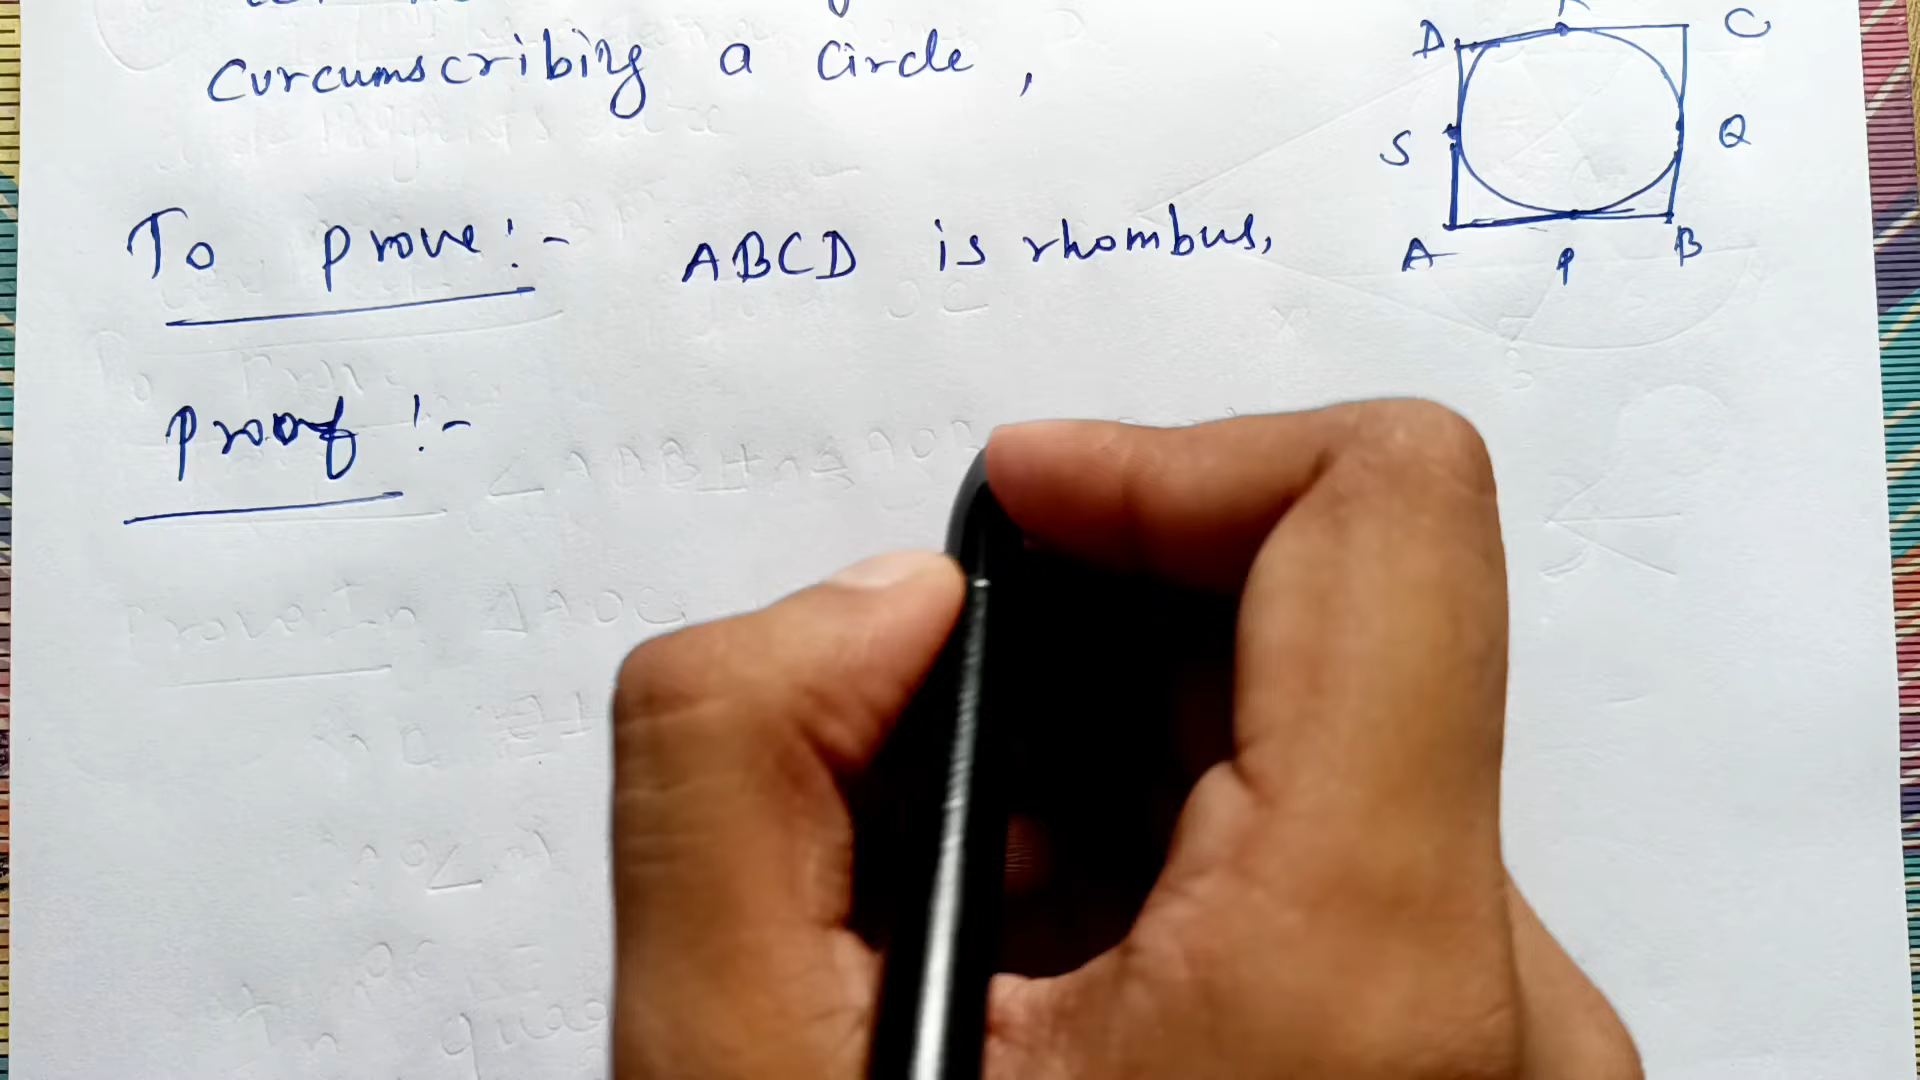 Curcumscribing a Circle,
To prove:- ABCD is rhombus,
Proof :-
D C
S Q
A P B